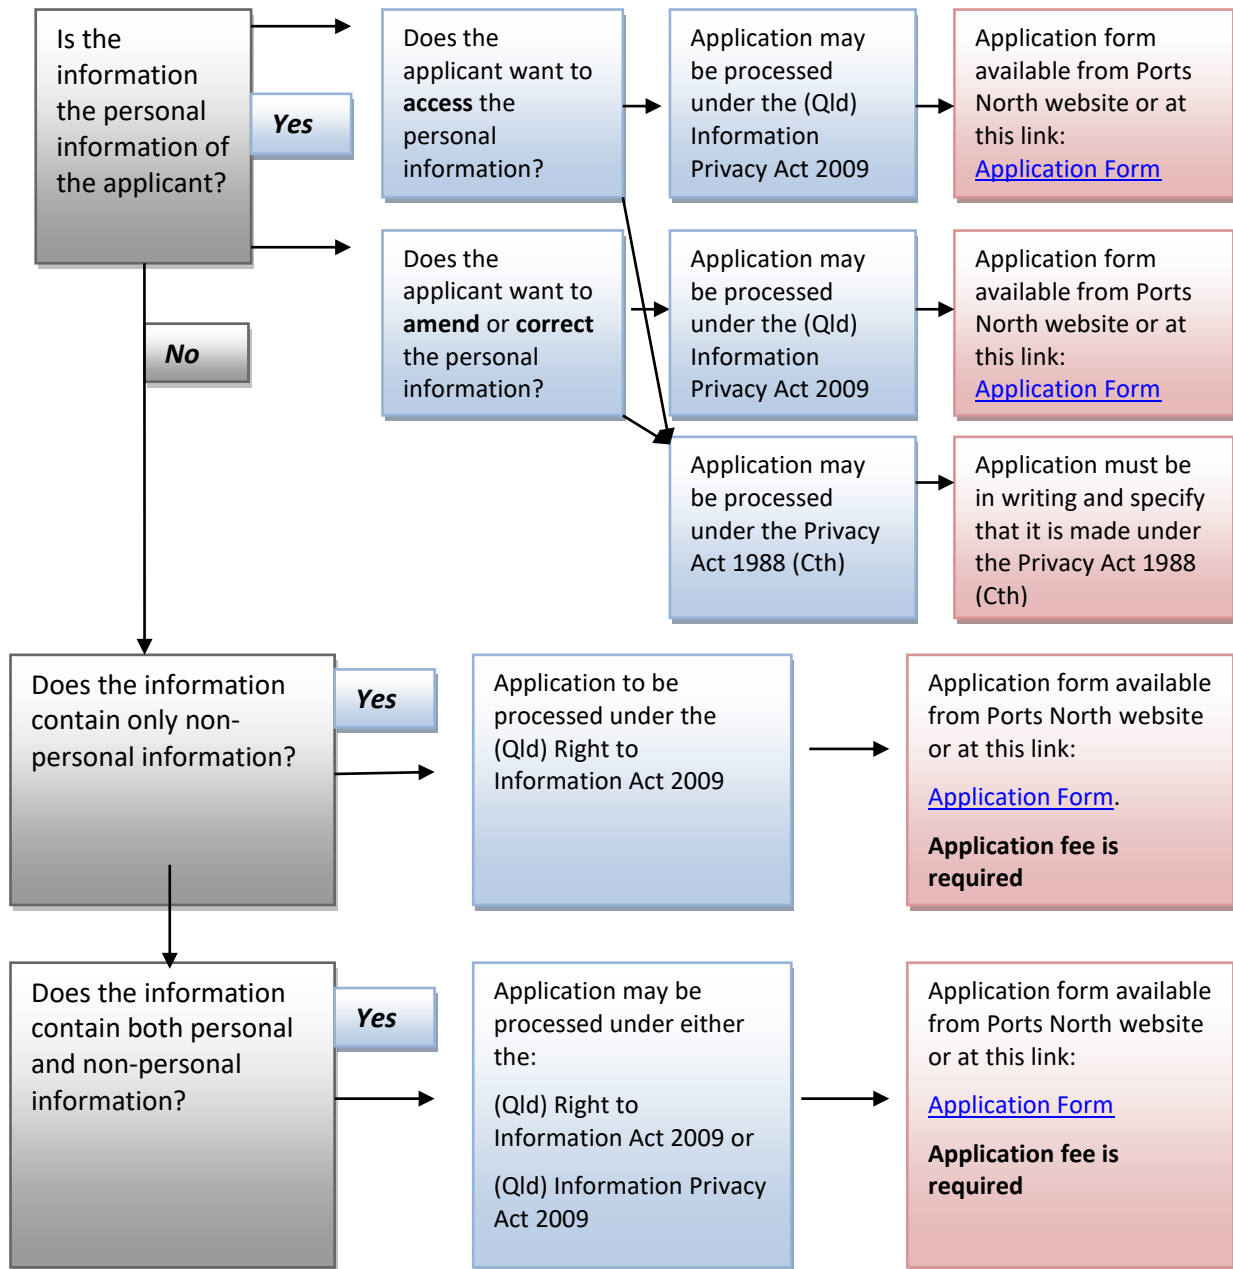 Is the
information
the personal
information of
the applicant?
Yes
Does the
applicant want to
access the
personal
information?
Application may
be processed
under the (Qld)
Information
Privacy Act 2009
Application form
available from Ports
North website or at
this link:
Application Form
No
Does the
applicant want to
amend or correct
the personal
information?
Application may
be processed
under the (Qld)
Information
Privacy Act 2009
Application form
available from Ports
North website or at
this link:
Application Form
Application may
be processed
under the Privacy
Act 1988 (Cth)
Application must be
in writing and specify
that it is made under
the Privacy Act 1988
(Cth)
Does the information
contain only non-
personal information?
Yes
Application to be
processed under the
(Qld) Right to
Information Act 2009
Application form available
from Ports North website
or at this link:
Application Form.
Application fee is
required
Does the information
contain both personal
and non-personal
information?
Yes
Application may be
processed under either
the:
(Qld) Right to
Information Act 2009 or
(Qld) Information Privacy
Act 2009
Application form available
from Ports North website
or at this link:
Application Form
Application fee is
required